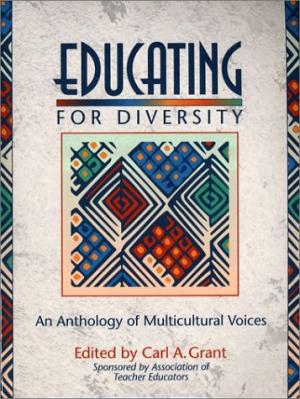 EDUCATING
FOR DIVERSITY
An Anthology of Multicultural Voices
Edited by Carl A. Grant
Sponsored by Association of
Teacher Educators